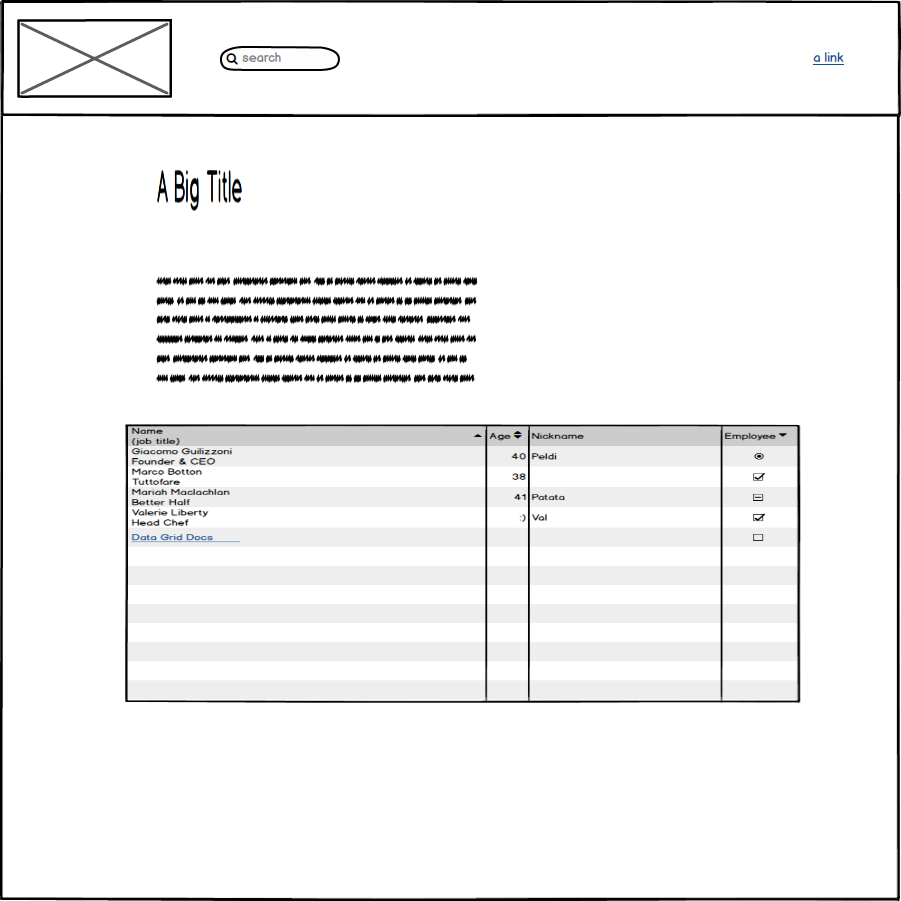 search
a link
A Big Title
Name
(job title)
Age
Nickname
Employee
Giacomo Guilizzoni
Founder & CEO
40
Peldi
Marco Botton
Tuttofare
38
Mariah Maclachlan
Better Half
41
Patata
Valerie Liberty
Head Chef
:)
Val
Data Grid Docs